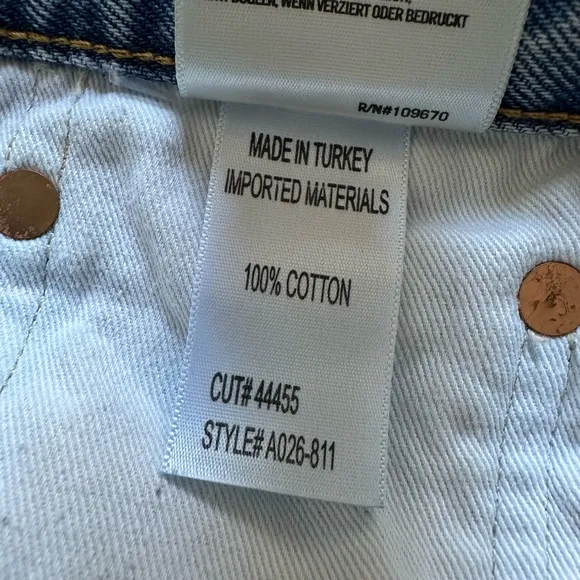 WENN VERZIERT ODER BEDRUCKT
R/N#109670
MADE IN TURKEY
IMPORTED MATERIALS
100% COTTON
CUT# 44455
STYLE# A026-811